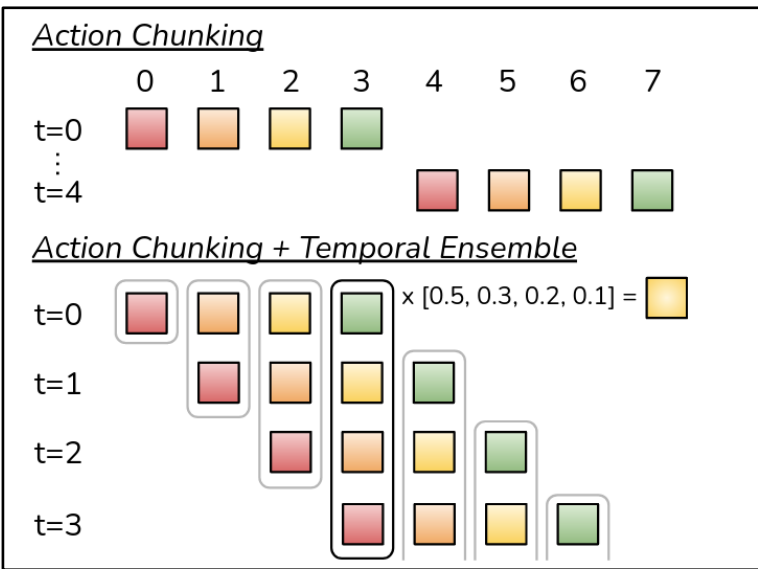 Action Chunking
0 1 2 3 4 5 6 7
t=0
⋮
t=4
Action Chunking + Temporal Ensemble
t=0 x [0.5, 0.3, 0.2, 0.1] =
t=1
t=2
t=3